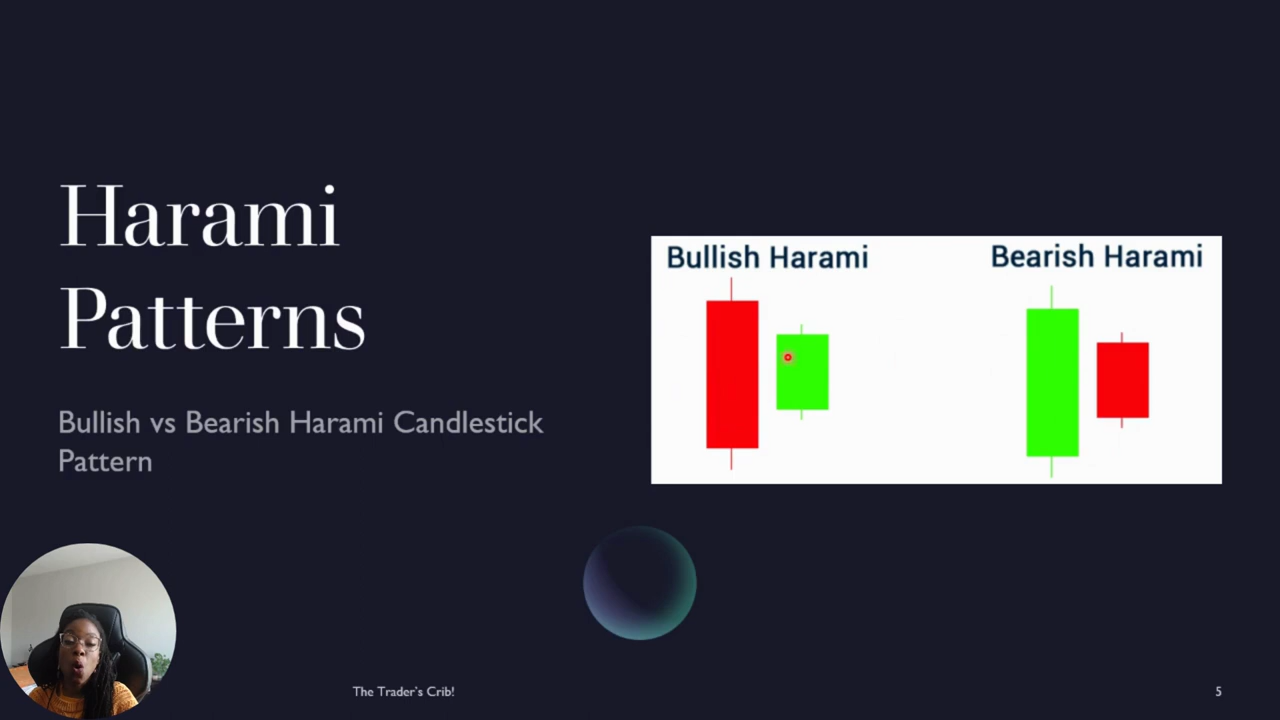 Harami
Patterns
Bullish vs Bearish Harami Candlestick
Pattern
Bullish Harami
Bearish Harami
The Trader's Crib!
5